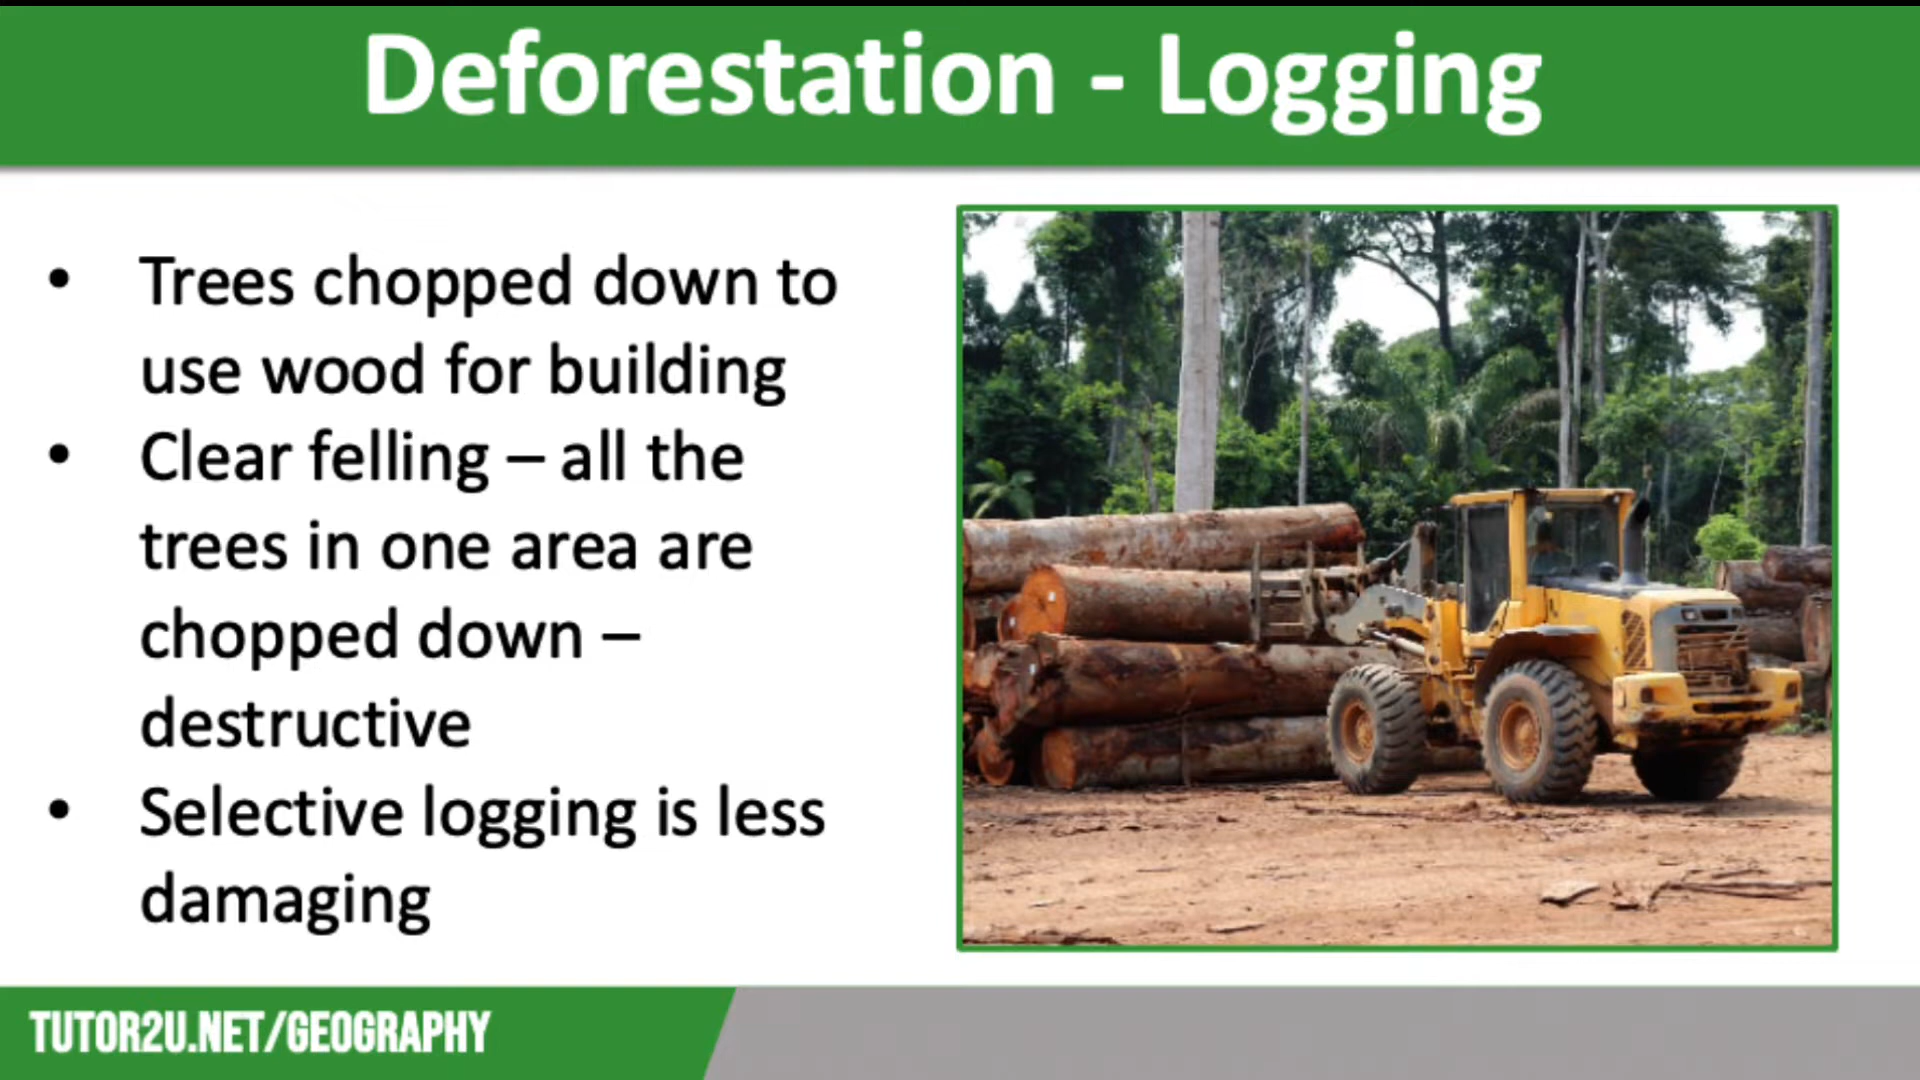 Deforestation - Logging
• Trees chopped down to
use wood for building
• Clear felling – all the
trees in one area are
chopped down –
destructive
• Selective logging is less
damaging
TUTOR2U.NET/GEOGRAPHY